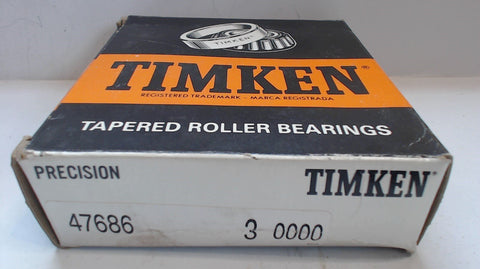 TIMKEN
TIMKEN®
REGISTERED TRADEMARK - MARCA REGISTRADA
TAPERED ROLLER BEARINGS
PRECISION
TIMKEN®
47686 3 0000